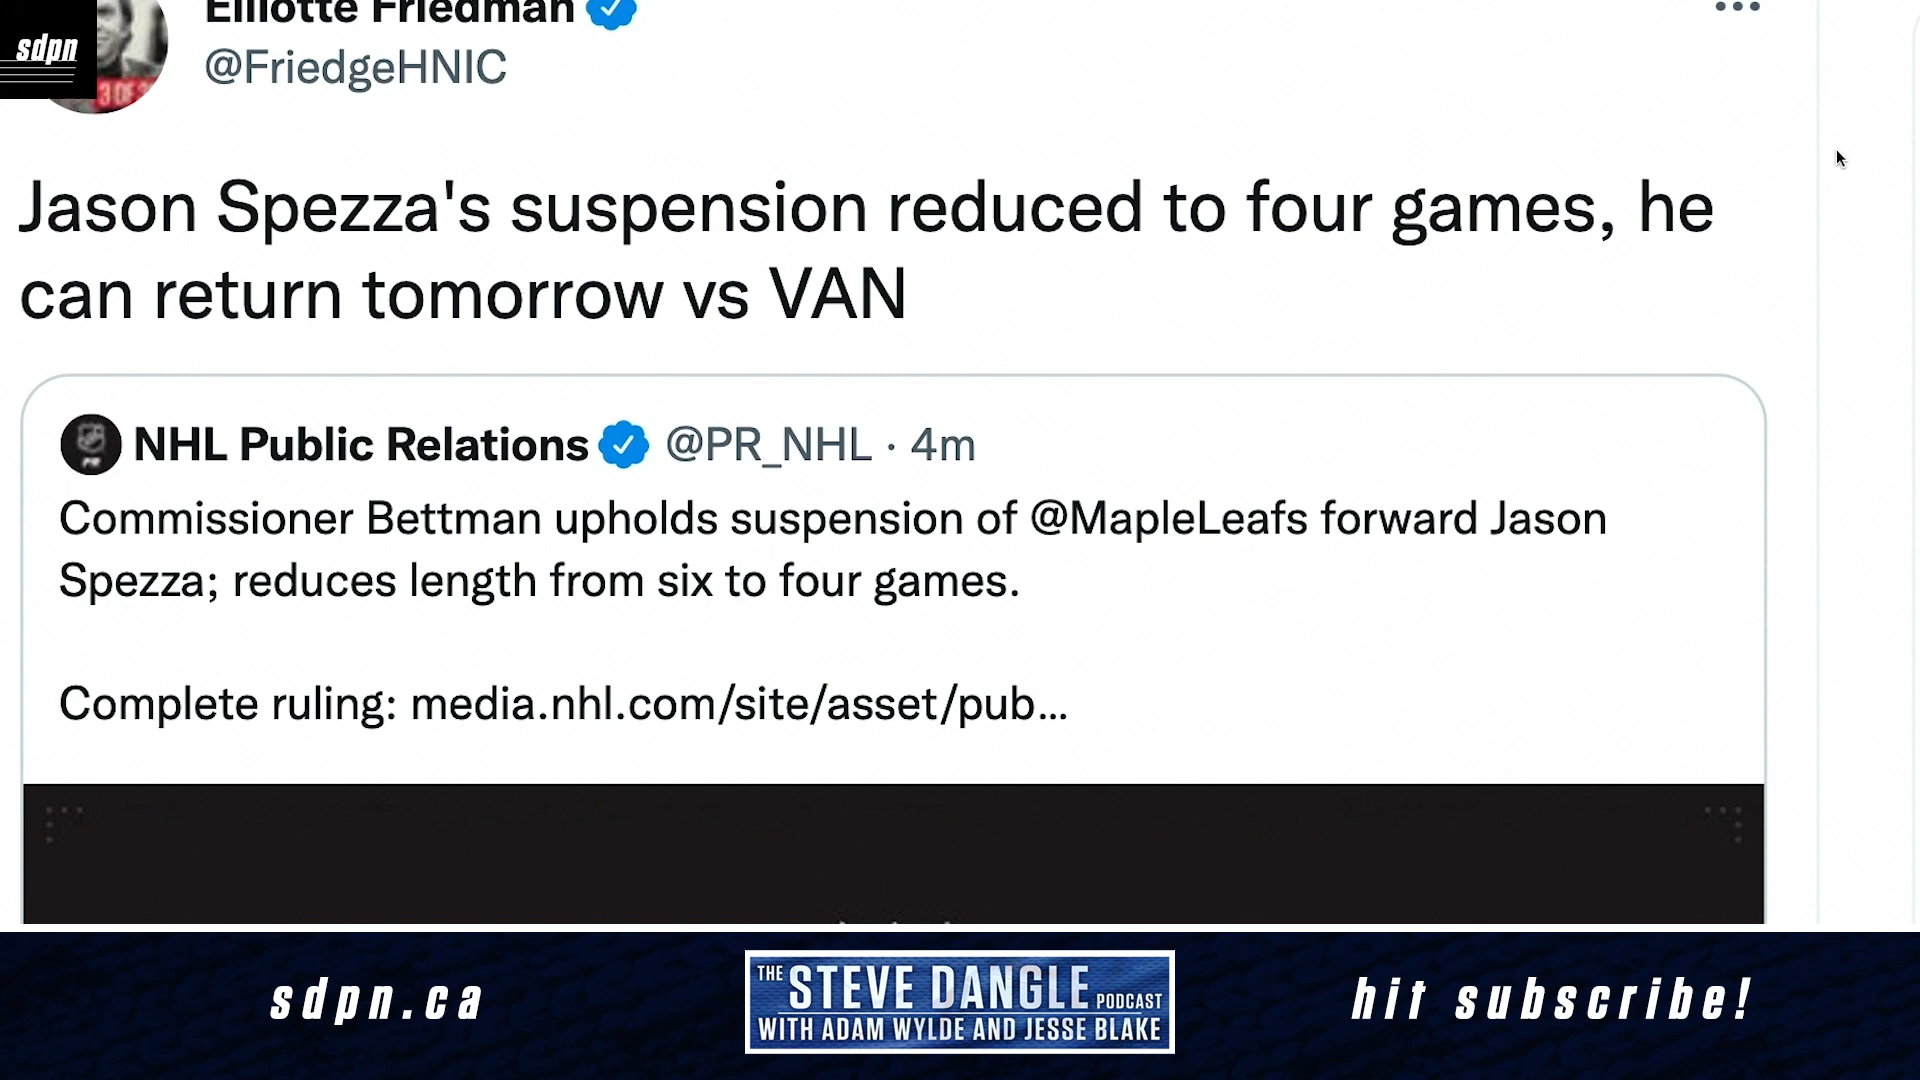 Elliotte Friedman
sdpn
@FriedgeHNIC
3 OF
Jason Spezza's suspension reduced to four games, he
can return tomorrow vs VAN
NHL Public Relations @PR_NHL · 4m
Commissioner Bettman upholds suspension of @MapleLeafs forward Jason
Spezza; reduces length from six to four games.
Complete ruling: media.nhl.com/site/asset/pub...
sdpn.ca
THE STEVE DANGLE PODCAST
WITH ADAM WYLDE AND JESSE BLAKE
hit subscribe!